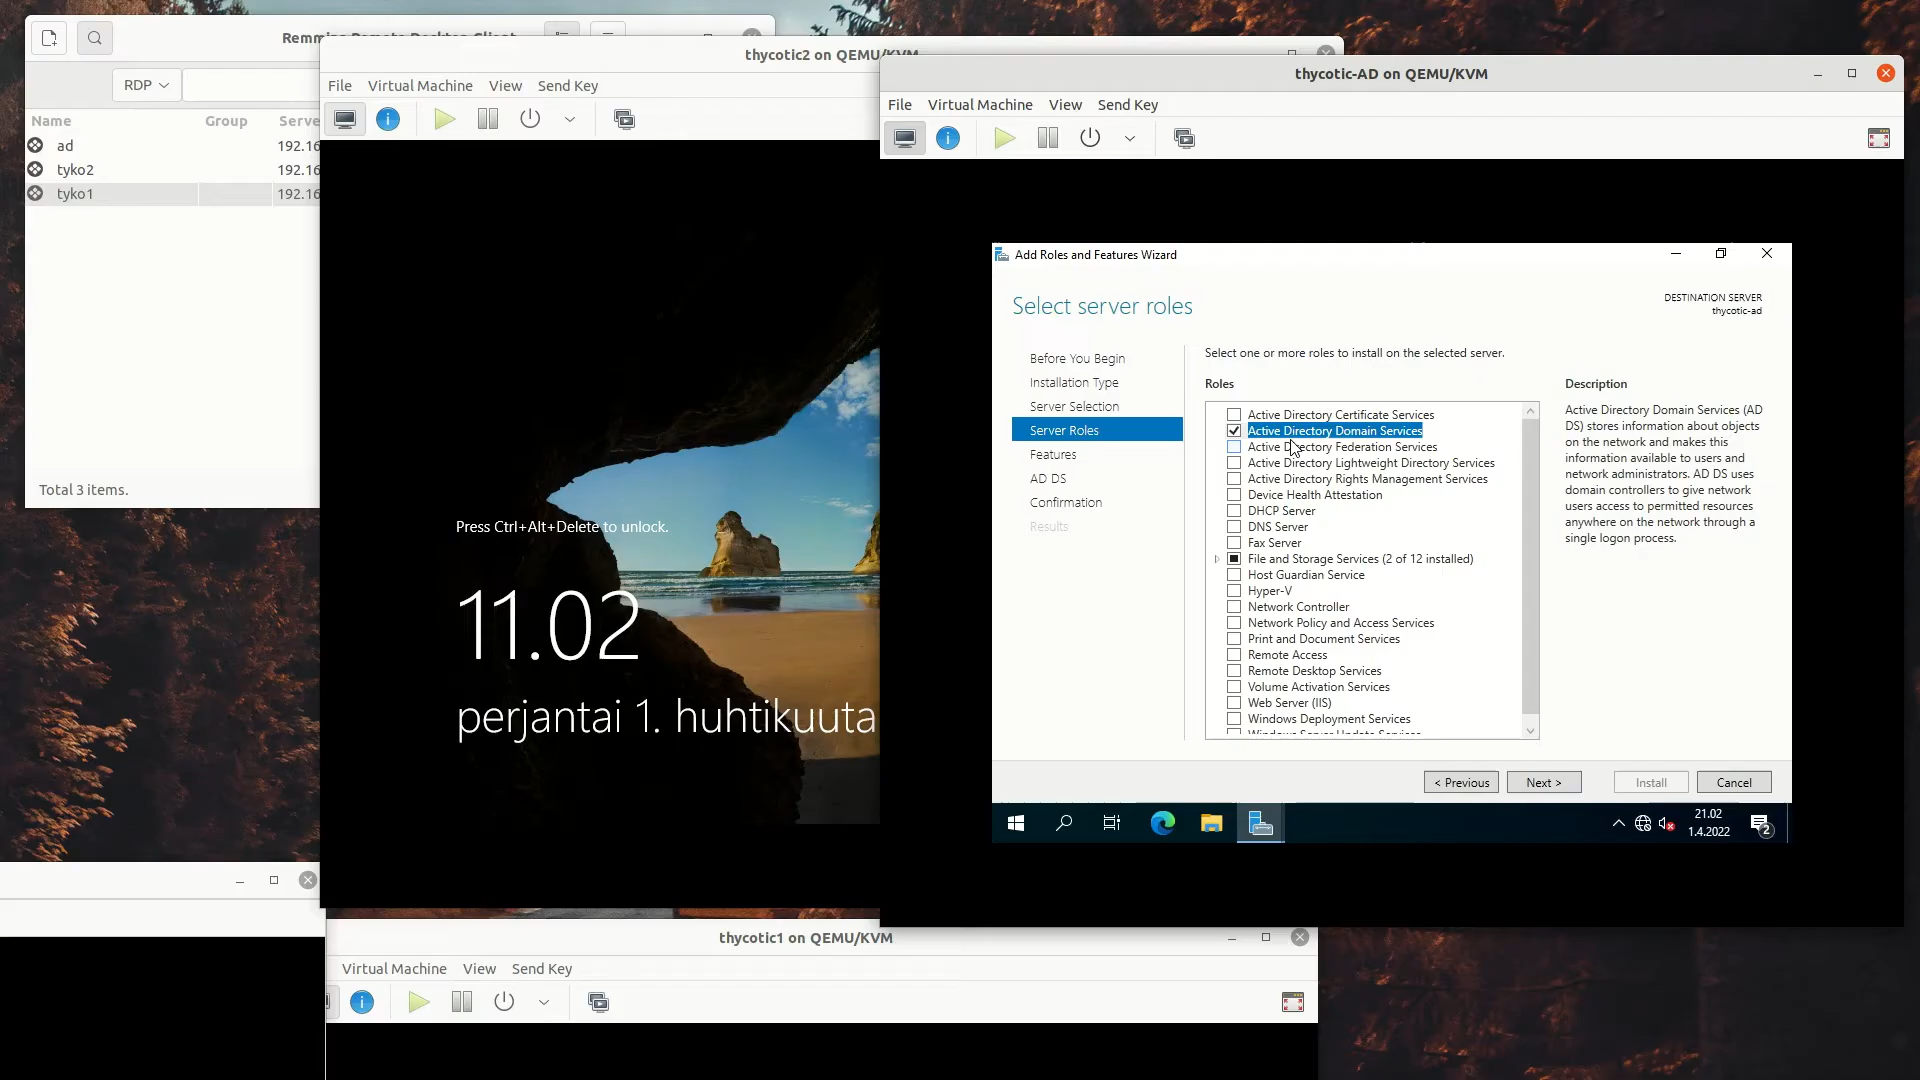 RDP
Name
Group
ad
tyko2
tyko1
Total 3 items.
thycotic2 on QEMU/KVM
File Virtual Machine View Send Key
Press Ctrl+Alt+Delete to unlock.
11.02
perjantai 1. huhtikuuta
thycotic-AD on QEMU/KVM
File Virtual Machine View Send Key
Add Roles and Features Wizard
Select server roles
DESTINATION SERVER
thycotic-ad
Before You Begin
Installation Type
Server Selection
Server Roles
Features
AD DS
Confirmation
Results
Select one or more roles to install on the selected server.
Roles
Active Directory Certificate Services
Active Directory Domain Services
Active Directory Federation Services
Active Directory Lightweight Directory Services
Active Directory Rights Management Services
Device Health Attestation
DHCP Server
DNS Server
Fax Server
File and Storage Services (2 of 12 installed)
Host Guardian Service
Hyper-V
Network Controller
Network Policy and Access Services
Print and Document Services
Remote Access
Remote Desktop Services
Volume Activation Services
Web Server (IIS)
Windows Deployment Services
Description
Active Directory Domain Services (AD
DS) stores information about objects
on the network and makes this
information available to users and
network administrators. AD DS uses
domain controllers to give network
users access to permitted resources
anywhere on the network through a
single logon process.
< Previous
Next >
Install
Cancel
21.02
1.4.2022
2
thycotic1 on QEMU/KVM
Virtual Machine View Send Key